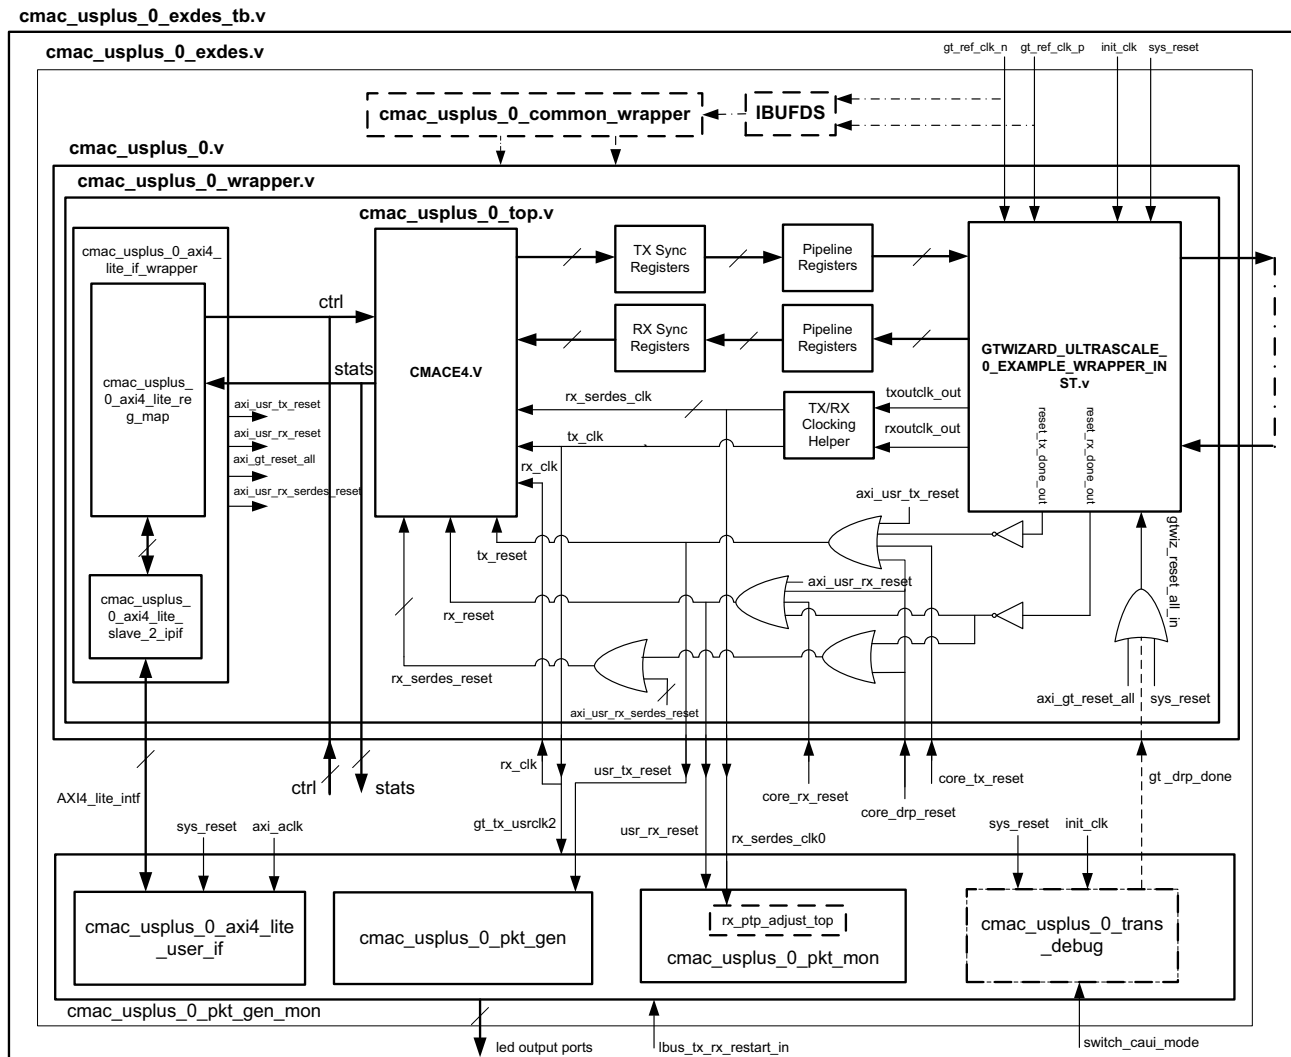 cmac_usplus_0_exdes_tb.v
cmac_usplus_0_exdes.v
gt_ref_clk_n
gt_ref_clk_p
init_clk
sys_reset
cmac_usplus_0_common_wrapper
IBUFDS
cmac_usplus_0.v
cmac_usplus_0_wrapper.v
cmac_usplus_0_top.v
cmac_usplus_0_axi4_
lite_if_wrapper
TX Sync
Registers
Pipeline
Registers
ctrl
RX Sync
Registers
Pipeline
Registers
GTWIZARD_ULTRASCALE_
0_EXAMPLE_WRAPPER_IN
ST.v
CMACE4.V
stats
cmac_usplus_
0_axi4_lite_re
g_map
axi_usr_tx_reset
axi_usr_rx_reset
axi_gt_reset_all
axi_usr_rx_serdes_reset
rx_serdes_clk
tx_clk
rx_clk
TX/RX
Clocking
Helper
txoutclk_out
rxoutclk_out
reset_tx_done_out
reset_rx_done_out
axi_usr_tx_reset
tx_reset
gtwiz_reset_all_in
axi_usr_rx_reset
cmac_usplus_
0_axi4_lite_
slave_2_ipif
rx_reset
rx_serdes_reset
axi_usr_rx_serdes_reset
axi_gt_reset_all
sys_reset
AXI4_lite_intf
ctrl
stats
rx_clk
usr_tx_reset
core_rx_reset
core_tx_reset
core_drp_reset
gt_drp_done
gt_tx_usrclk2
usr_rx_reset
rx_serdes_clk0
sys_reset
axi_aclk
sys_reset
init_clk
cmac_usplus_0_axi4_lite
_user_if
cmac_usplus_0_pkt_gen
rx_ptp_adjust_top
cmac_usplus_0_pkt_mon
cmac_usplus_0_trans
_debug
cmac_usplus_0_pkt_gen_mon
led output ports
lbus_tx_rx_restart_in
switch_caui_mode